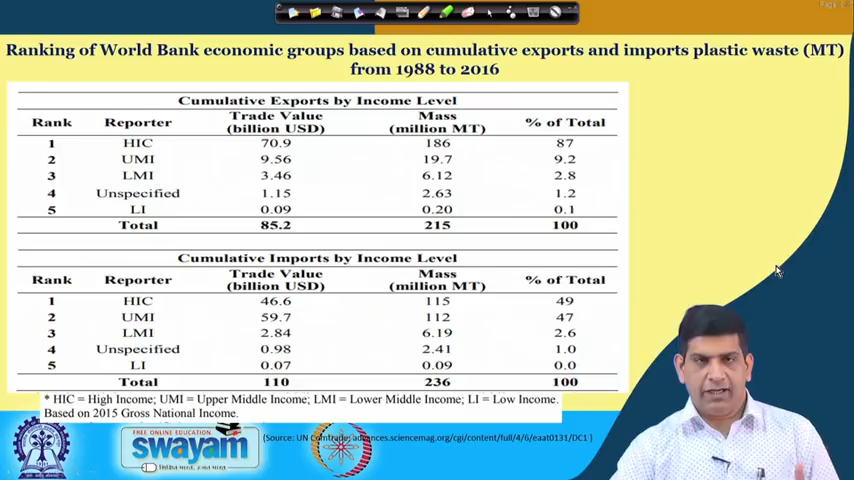 Ranking of World Bank economic groups based on cumulative exports and imports plastic waste (MT)
from 1988 to 2016
Cumulative Exports by Income Level
Rank Reporter Trade Value (billion USD) Mass (million MT) % of Total
1 HIC 70.9 186 87
2 UMI 9.56 19.7 9.2
3 LMI 3.46 6.12 2.8
4 Unspecified 1.15 2.63 1.2
5 LI 0.09 0.20 0.1
Total 85.2 215 100
Cumulative Imports by Income Level
Rank Reporter Trade Value (billion USD) Mass (million MT) % of Total
1 HIC 46.6 115 49
2 UMI 59.7 112 47
3 LMI 2.84 6.19 2.6
4 Unspecified 0.98 2.41 1.0
5 LI 0.07 0.09 0.0
Total 110 236 100
* HIC = High Income; UMI = Upper Middle Income; LMI = Lower Middle Income; LI = Low Income.
Based on 2015 Gross National Income.
FREE ONLINE EDUCATION
swayam
(Source: UN Comtrade; advances.sciencemag.org/cgi/content/full/4/6/eaat0131/DC1 )